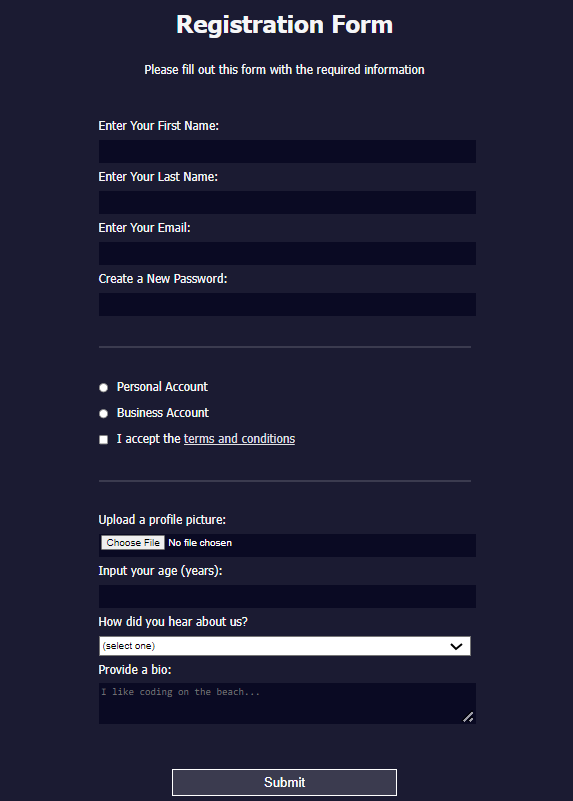 Registration Form
Please fill out this form with the required information
Enter Your First Name:
Enter Your Last Name:
Enter Your Email:
Create a New Password:
Personal Account
Business Account
I accept the terms and conditions
Upload a profile picture:
Choose File No file chosen
Input your age (years):
How did you hear about us?
(select one)
Provide a bio:
I like coding on the beach...
Submit